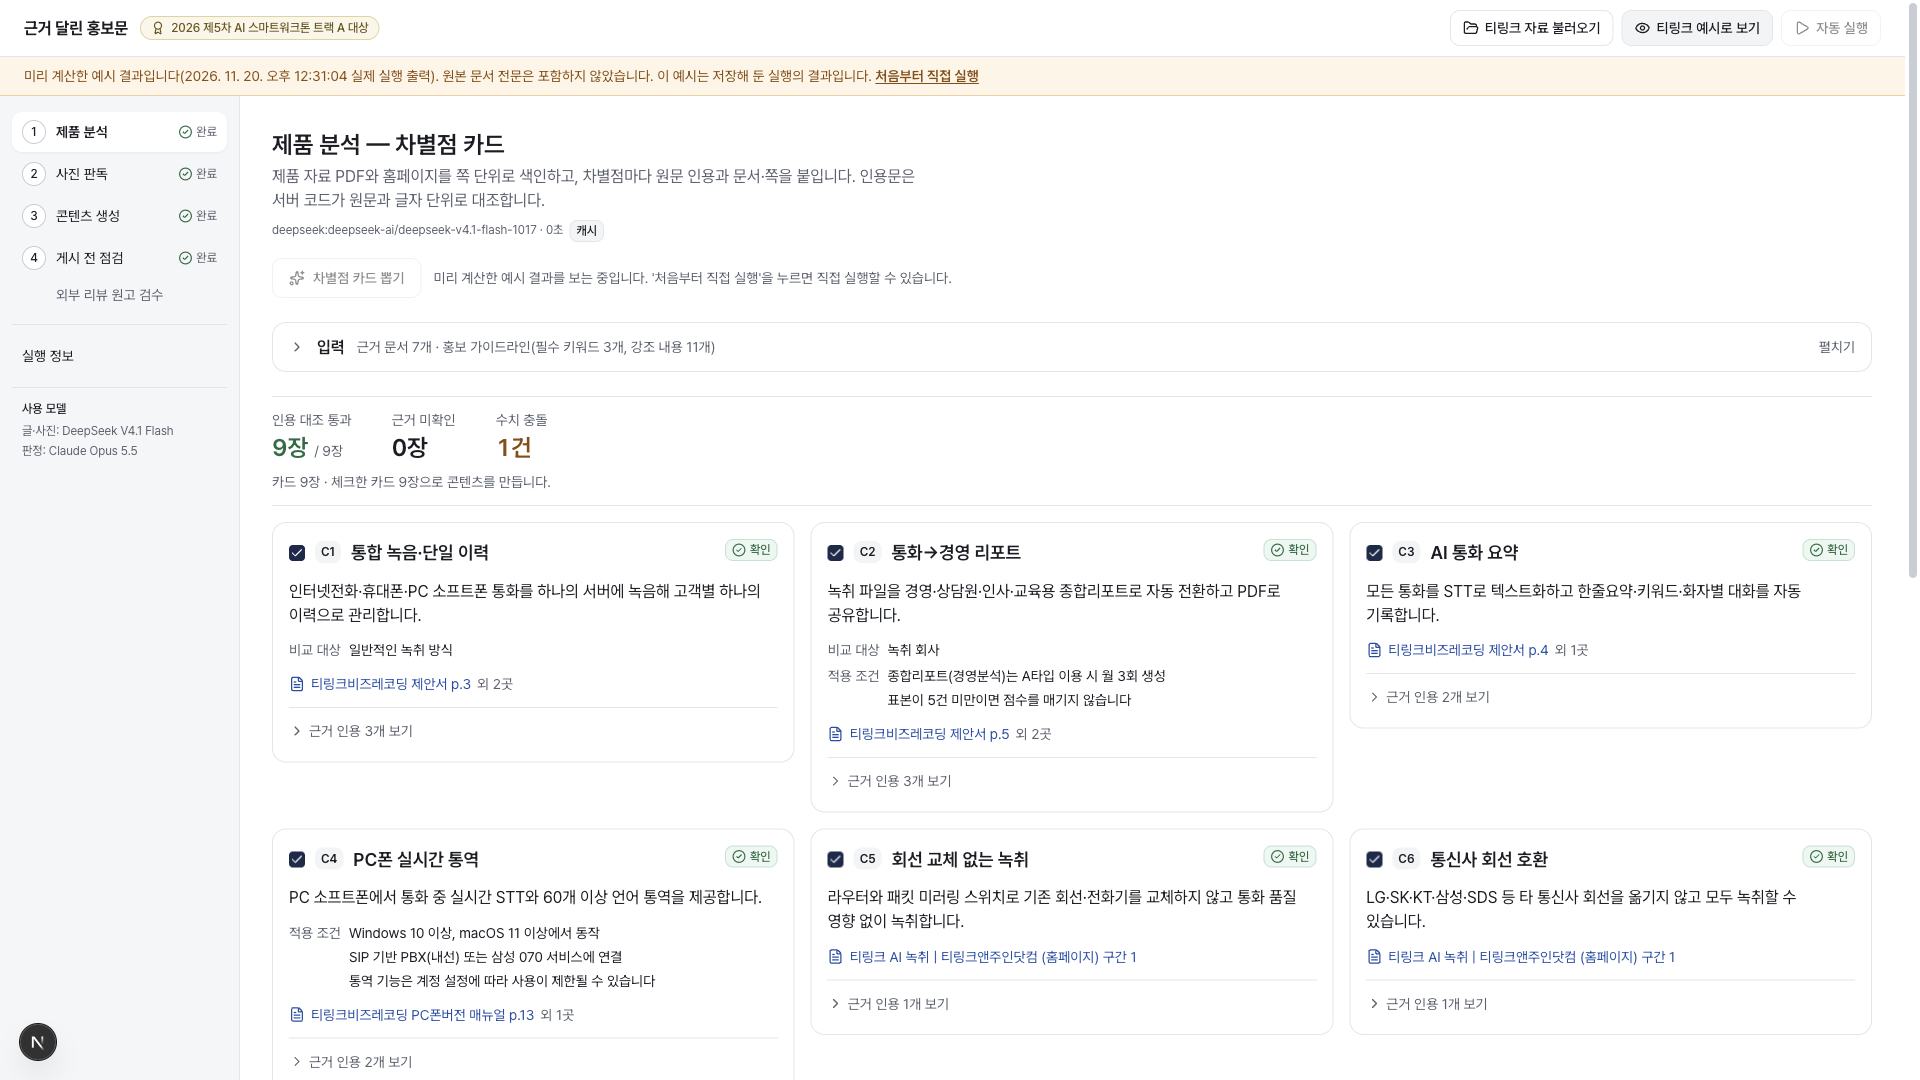 근거 달린 홍보문
2026 제5차 AI 스마트워크톤 트랙 A 대상
티링크 자료 불러오기
티링크 예시로 보기
자동 실행
미리 계산한 예시 결과입니다(2026. 11. 20. 오후 12:31:04 실제 실행 출력). 원본 문서 전문은 포함하지 않았습니다. 이 예시는 저장해 둔 실행의 결과입니다. 처음부터 직접 실행
1 제품 분석 완료
2 사진 판독 완료
3 콘텐츠 생성 완료
4 게시 전 점검 완료
외부 리뷰 원고 검수
실행 정보
사용 모델
글·사진: DeepSeek V4.1 Flash
판정: Claude Opus 5.5
제품 분석 — 차별점 카드
제품 자료 PDF와 홈페이지를 쪽 단위로 색인하고, 차별점마다 원문 인용과 문서·쪽을 붙입니다. 인용문은
서버 코드가 원문과 글자 단위로 대조합니다.
deepseek:deepseek-ai/deepseek-v4.1-flash-1017 · 0초 캐시
차별점 카드 뽑기
미리 계산한 예시 결과를 보는 중입니다. '처음부터 직접 실행'을 누르면 직접 실행할 수 있습니다.
입력 근거 문서 7개 · 홍보 가이드라인(필수 키워드 3개, 강조 내용 11개) 펼치기
인용 대조 통과 근거 미확인 수치 충돌
9장 / 9장 0장 1건
카드 9장 · 체크한 카드 9장으로 콘텐츠를 만듭니다.
C1 통합 녹음·단일 이력 확인
인터넷전화·휴대폰·PC 소프트폰 통화를 하나의 서버에 녹음해 고객별 하나의
이력으로 관리합니다.
비교 대상 일반적인 녹취 방식
티링크비즈레코딩 제안서 p.3 외 2곳
근거 인용 3개 보기
C2 통화→경영 리포트 확인
녹취 파일을 경영·상담원·인사·교육용 종합리포트로 자동 전환하고 PDF로
공유합니다.
비교 대상 녹취 회사
적용 조건 종합리포트(경영분석)는 A타입 이용 시 월 3회 생성
표본이 5건 미만이면 점수를 매기지 않습니다
티링크비즈레코딩 제안서 p.5 외 2곳
근거 인용 3개 보기
C3 AI 통화 요약 확인
모든 통화를 STT로 텍스트화하고 한줄요약·키워드·화자별 대화를 자동
기록합니다.
티링크비즈레코딩 제안서 p.4 외 1곳
근거 인용 2개 보기
C4 PC폰 실시간 통역 확인
PC 소프트폰에서 통화 중 실시간 STT와 60개 이상 언어 통역을 제공합니다.
적용 조건 Windows 10 이상, macOS 11 이상에서 동작
SIP 기반 PBX(내선) 또는 삼성 070 서비스에 연결
통역 기능은 계정 설정에 따라 사용이 제한될 수 있습니다
티링크비즈레코딩 PC폰버전 매뉴얼 p.13 외 1곳
근거 인용 2개 보기
C5 회선 교체 없는 녹취 확인
라우터와 패킷 미러링 스위치로 기존 회선·전화기를 교체하지 않고 통화 품질
영향 없이 녹취합니다.
티링크 AI 녹취 | 티링크앤주인닷컴 (홈페이지) 구간 1
근거 인용 1개 보기
C6 통신사 회선 호환 확인
LG·SK·KT·삼성·SDS 등 타 통신사 회선을 옮기지 않고 모두 녹취할 수
있습니다.
티링크 AI 녹취 | 티링크앤주인닷컴 (홈페이지) 구간 1
근거 인용 1개 보기
N